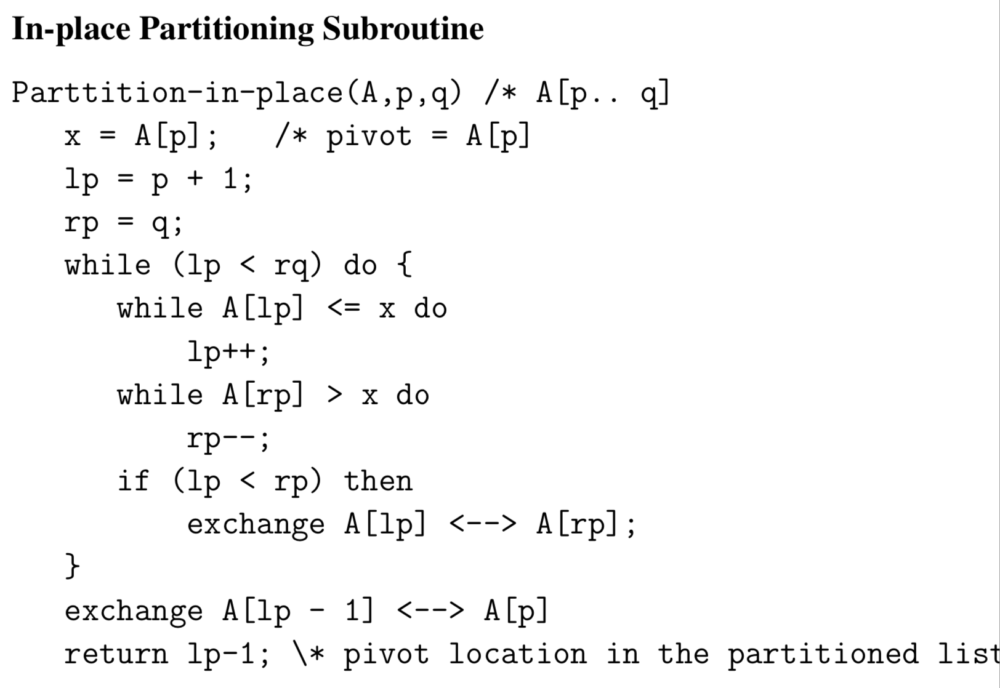 In-place Partitioning Subroutine
Parttition-in-place(A,p,q) /* A[p.. q]
x = A[p];   /* pivot = A[p]
lp = p + 1;
rp = q;
while (lp < rq) do {
while A[lp] <= x do
lp++;
while A[rp] > x do
rp--;
if (lp < rp) then
exchange A[lp] <--> A[rp];
}
exchange A[lp - 1] <--> A[p]
return lp-1; \* pivot location in the partitioned list